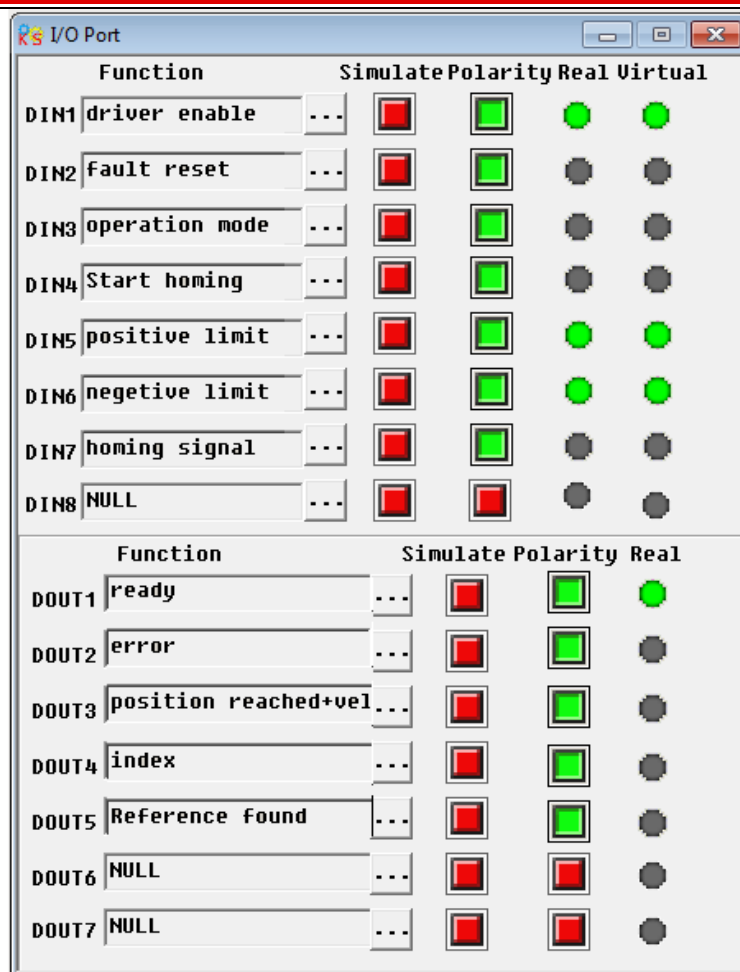 I/O Port
Function Simulate Polarity Real Virtual
DIN1 driver enable ...
DIN2 fault reset ...
DIN3 operation mode ...
DIN4 Start homing ...
DIN5 positive limit ...
DIN6 negetive limit ...
DIN7 homing signal ...
DIN8 NULL ...
Function Simulate Polarity Real
DOUT1 ready ...
DOUT2 error ...
DOUT3 position reached+vel ...
DOUT4 index ...
DOUT5 Reference found ...
DOUT6 NULL ...
DOUT7 NULL ...